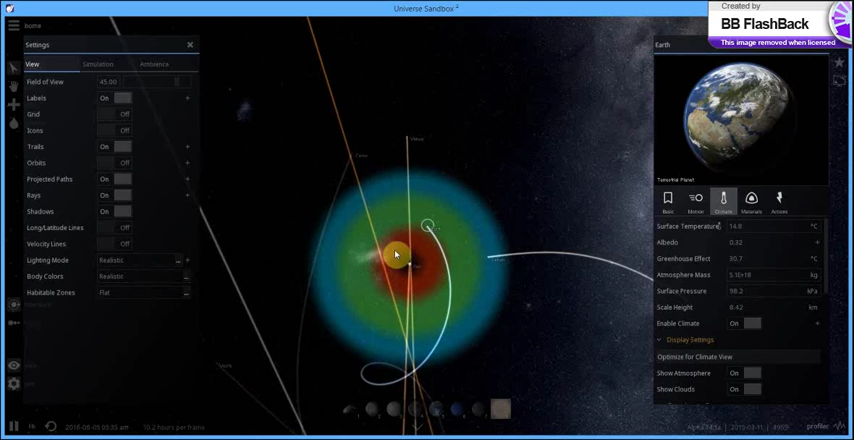 Universe Sandbox ²
Created by
BB FlashBack
This image removed when licensed
home
Settings
View
Simulation
Ambience
Field of View
45.00
Labels
On
Grid
Off
Icons
Off
Trails
On
Orbits
Off
Projected Paths
On
Rays
On
Shadows
On
Long/Latitude Lines
Off
Velocity Lines
Off
Lighting Mode
Realistic
Body Colors
Realistic
Habitable Zones
Flat
Venus
Earth
Terrestrial Planet
Basic
Motion
Climate
Materials
Actions
Surface Temperature
14.8
°C
Albedo
0.32
Greenhouse Effect
30.7
°C
Atmosphere Mass
5.1E+18
kg
Surface Pressure
98.2
kPa
Scale Height
8.42
km
Enable Climate
On
Display Settings
Optimize for Climate View
Show Atmosphere
On
Show Clouds
On
10.2 hours per frame
profiler